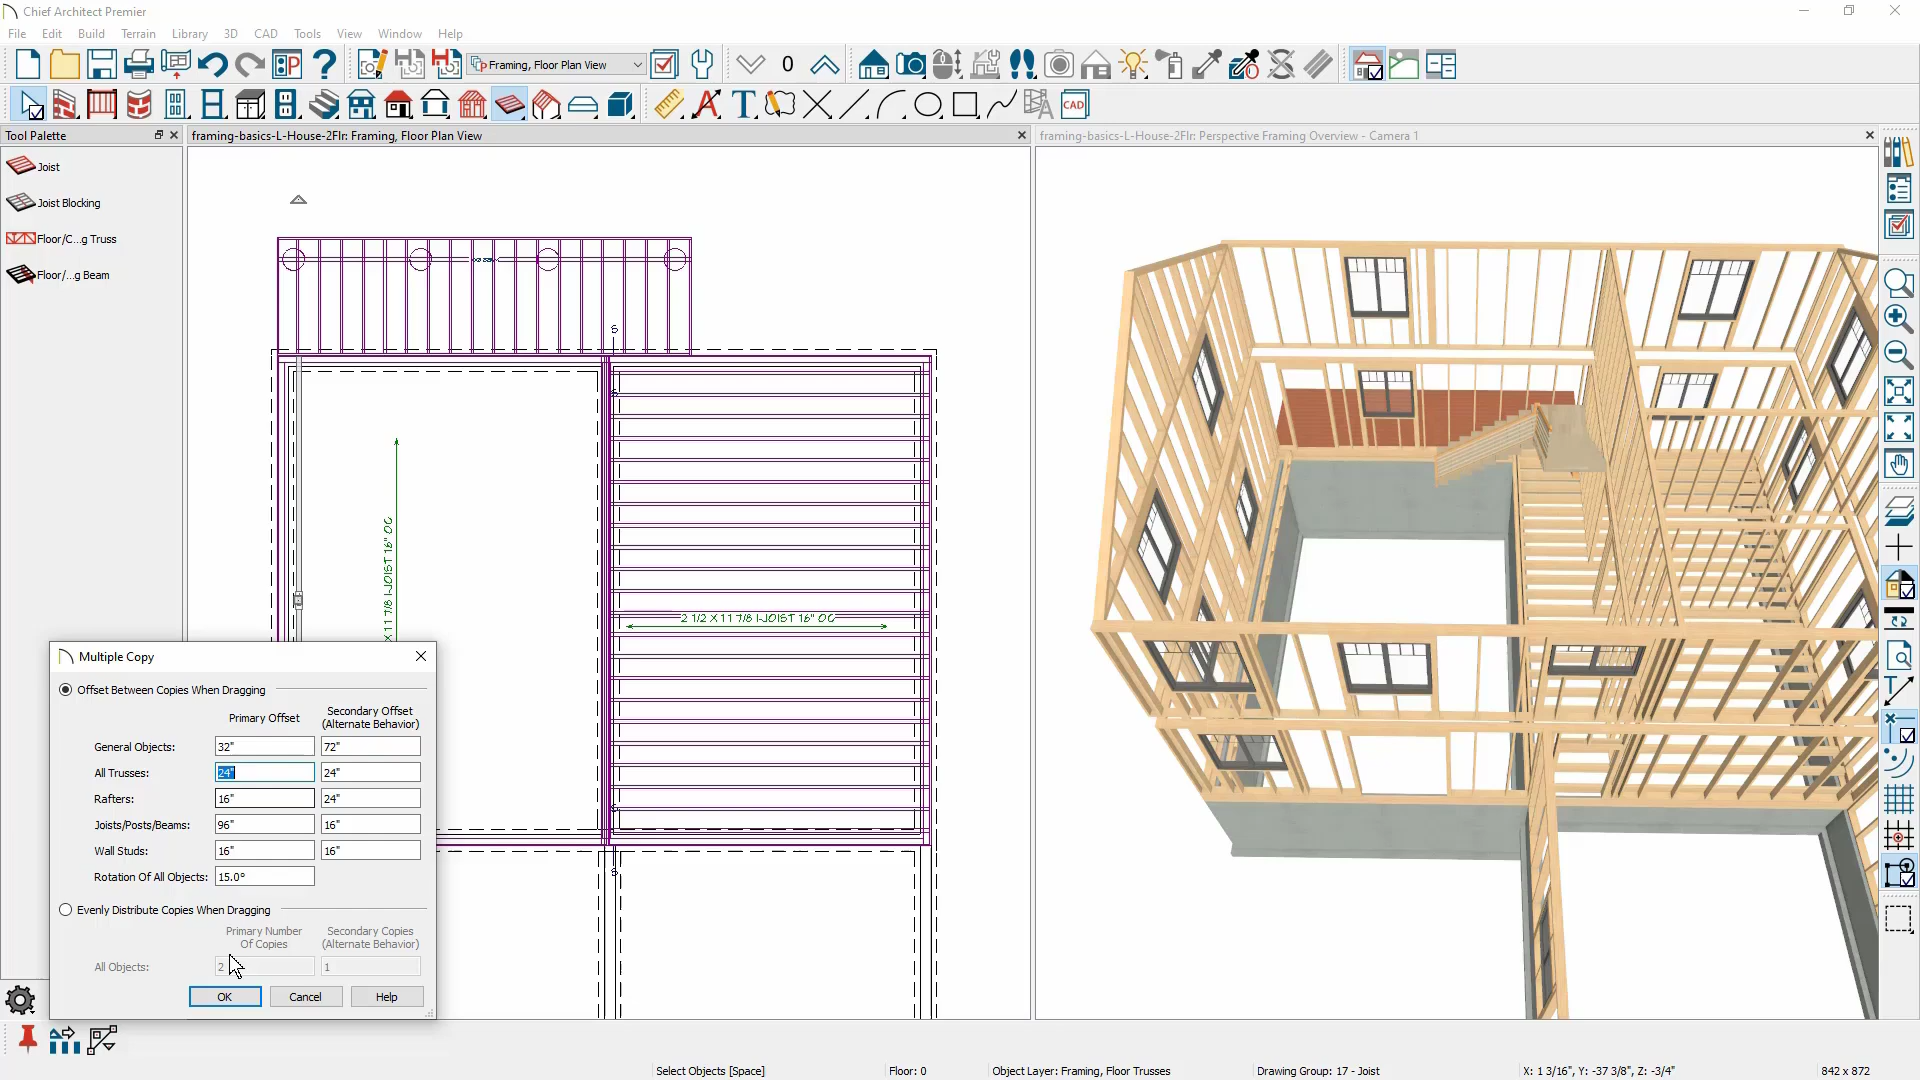 Chief Architect Premier
File Edit Build Terrain Library 3D CAD Tools View Window Help
Framing, Floor Plan View
0
CAD
Tool Palette
framing-basics-L-House-2Flr: Framing, Floor Plan View
framing-basics-L-House-2Flr: Perspective Framing Overview - Camera 1
Joist
Joist Blocking
Floor/C...g Truss
Floor/...g Beam
S
S
X 11 7/8 I-JOIST 16" OC
2 1/2 X 11 7/8 I-JOIST 16" OC
S
S
Multiple Copy
Offset Between Copies When Dragging
Primary Offset
Secondary Offset
(Alternate Behavior)
General Objects: 32" 72"
All Trusses: 24" 24"
Rafters: 16" 24"
Joists/Posts/Beams: 96" 16"
Wall Studs: 16" 16"
Rotation Of All Objects: 15.0°
Evenly Distribute Copies When Dragging
Primary Number
Of Copies
Secondary Copies
(Alternate Behavior)
All Objects: 2 1
OK Cancel Help
Select Objects [Space] Floor: 0 Object Layer: Framing, Floor Trusses Drawing Group: 17 - Joist X: 1 3/16", Y: -37 3/8", Z: -3/4" 842 x 872